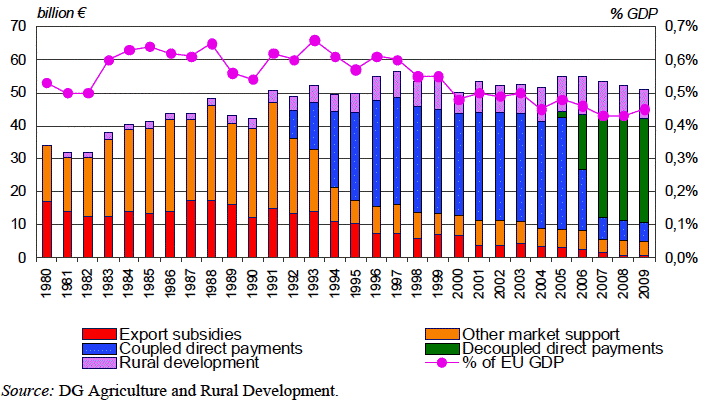 billion € % GDP
70 0,7%
60 0,6%
50 0,5%
40 0,4%
30 0,3%
20 0,2%
10 0,1%
0 0,0%
1980 1981 1982 1983 1984 1985 1986 1987 1988 1989 1990 1991 1992 1993 1994 1995 1996 1997 1998 1999 2000 2001 2002 2003 2004 2005 2006 2007 2008 2009
Export subsidies Other market support
Coupled direct payments Decoupled direct payments
Rural development % of EU GDP
Source: DG Agriculture and Rural Development.